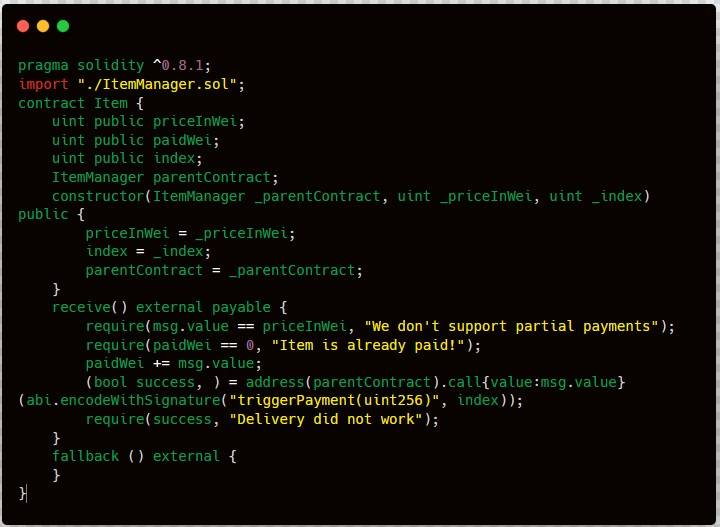 pragma solidity ^0.8.1;
import "./ItemManager.sol";
contract Item {
    uint public priceInWei;
    uint public paidWei;
    uint public index;
    ItemManager parentContract;
    constructor(ItemManager _parentContract, uint _priceInWei, uint _index)
public {
        priceInWei = _priceInWei;
        index = _index;
        parentContract = _parentContract;
    }
    receive() external payable {
        require(msg.value == priceInWei, "We don't support partial payments");
        require(paidWei == 0, "Item is already paid!");
        paidWei += msg.value;
        (bool success, ) = address(parentContract).call{value:msg.value}
(abi.encodeWithSignature("triggerPayment(uint256)", index));
        require(success, "Delivery did not work");
    }
    fallback () external {
    }
}